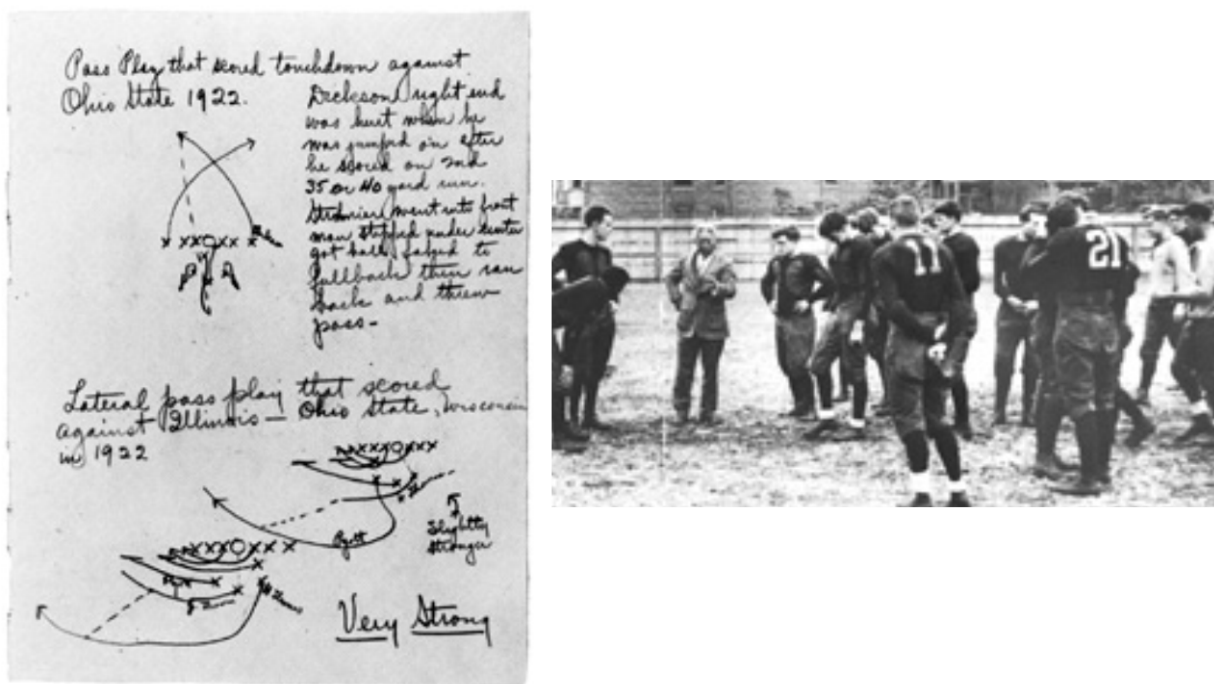 Pass Play that scored touchdown against
Ohio State 1922.
Dickson right end
was hurt when he
was jumped on after
he scored on 2nd
35 or 40 yard run.
went into front
man stepped under center
got ball faked to
fullback then ran
back and threw
pass-
Lateral pass play that scored
against Illinois - Ohio State, Wisconsin
in 1922
Slightly
stronger
Pyott
Very Strong
11
21